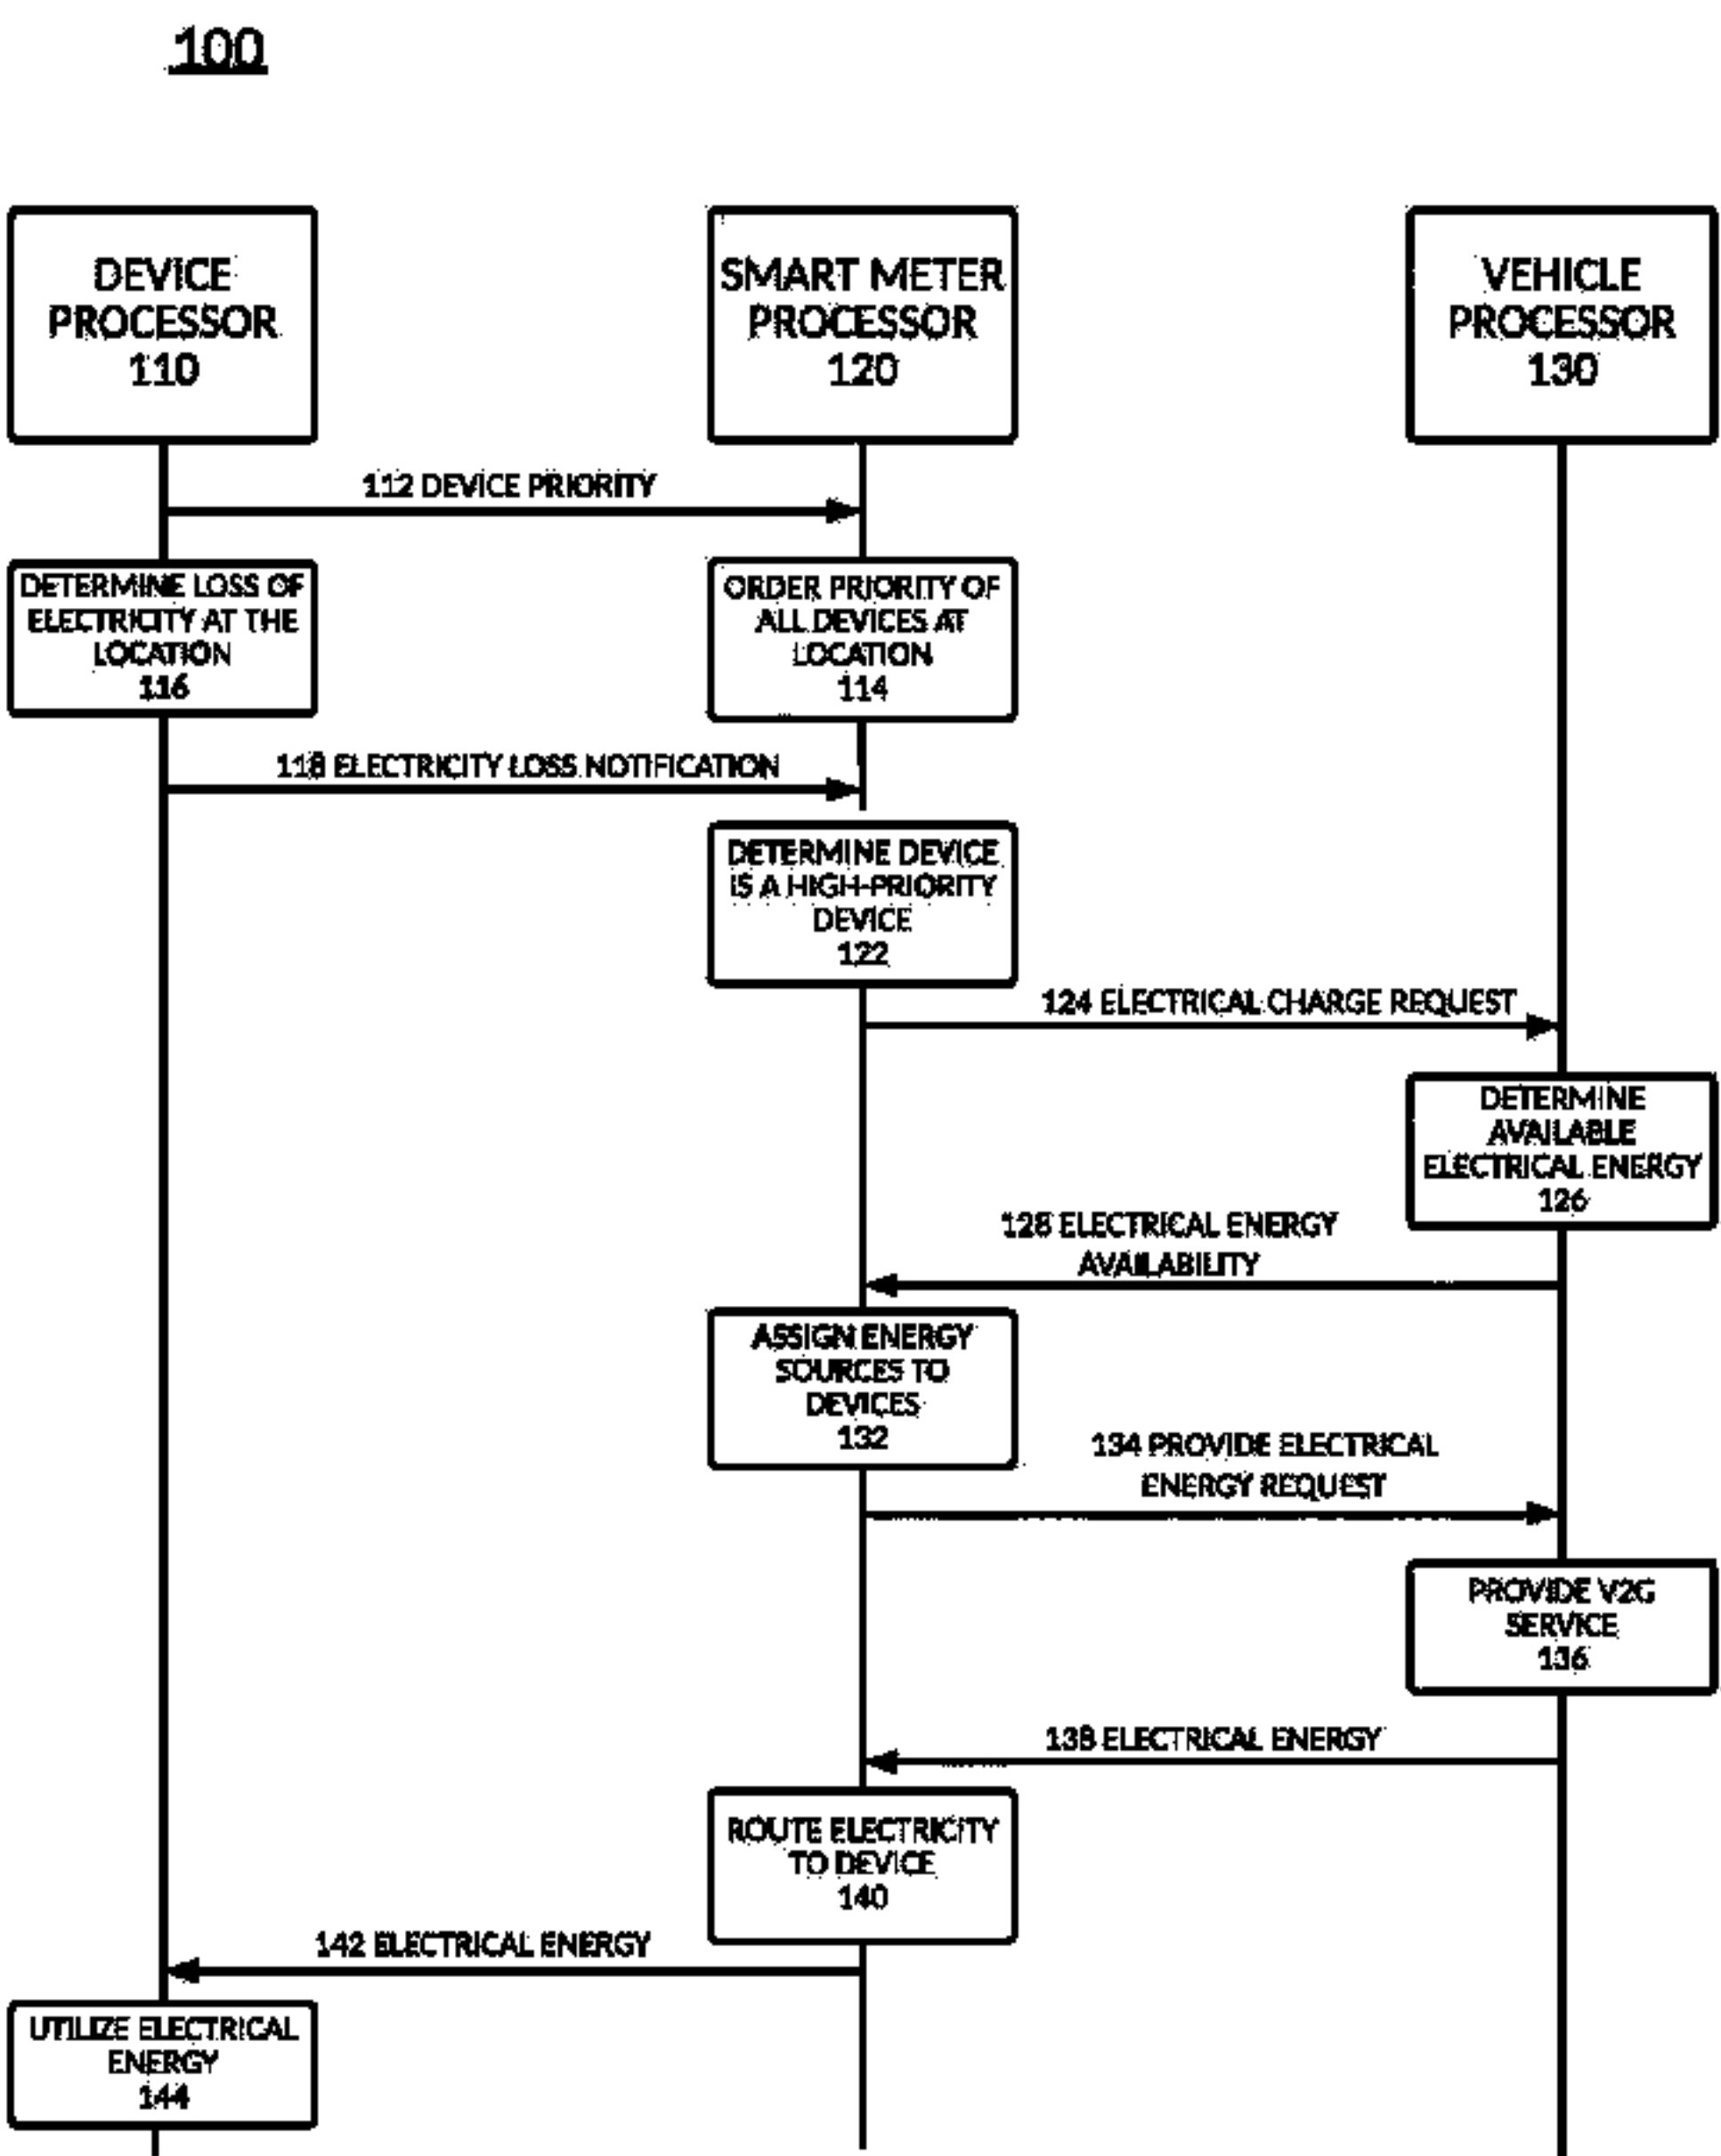 100
DEVICE
PROCESSOR
110
SMART METER
PROCESSOR
120
VEHICLE
PROCESSOR
130
112 DEVICE PRIORITY
DETERMINE LOSS OF
ELECTRICITY AT THE
LOCATION
116
ORDER PRIORITY OF
ALL DEVICES AT
LOCATION
114
118 ELECTRICITY LOSS NOTIFICATION
DETERMINE DEVICE
IS A HIGH-PRIORITY
DEVICE
122
124 ELECTRICAL CHARGE REQUEST
DETERMINE
AVAILABLE
ELECTRICAL ENERGY
126
128 ELECTRICAL ENERGY
AVAILABILITY
ASSIGN ENERGY
SOURCES TO
DEVICES
132
134 PROVIDE ELECTRICAL
ENERGY REQUEST
PROVIDE V2G
SERVICE
136
138 ELECTRICAL ENERGY
ROUTE ELECTRICITY
TO DEVICE
140
142 ELECTRICAL ENERGY
UTILIZE ELECTRICAL
ENERGY
144